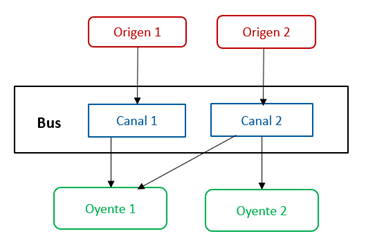 Origen 1
Origen 2
Bus
Canal 1
Canal 2
Oyente 1
Oyente 2